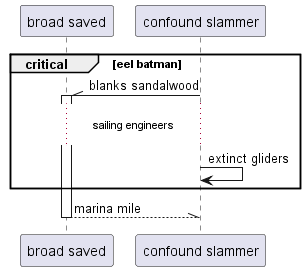 broad saved
confound slammer
critical
[eel batman]
blanks sandalwood
sailing engineers
extinct gliders
marina mile
broad saved
confound slammer